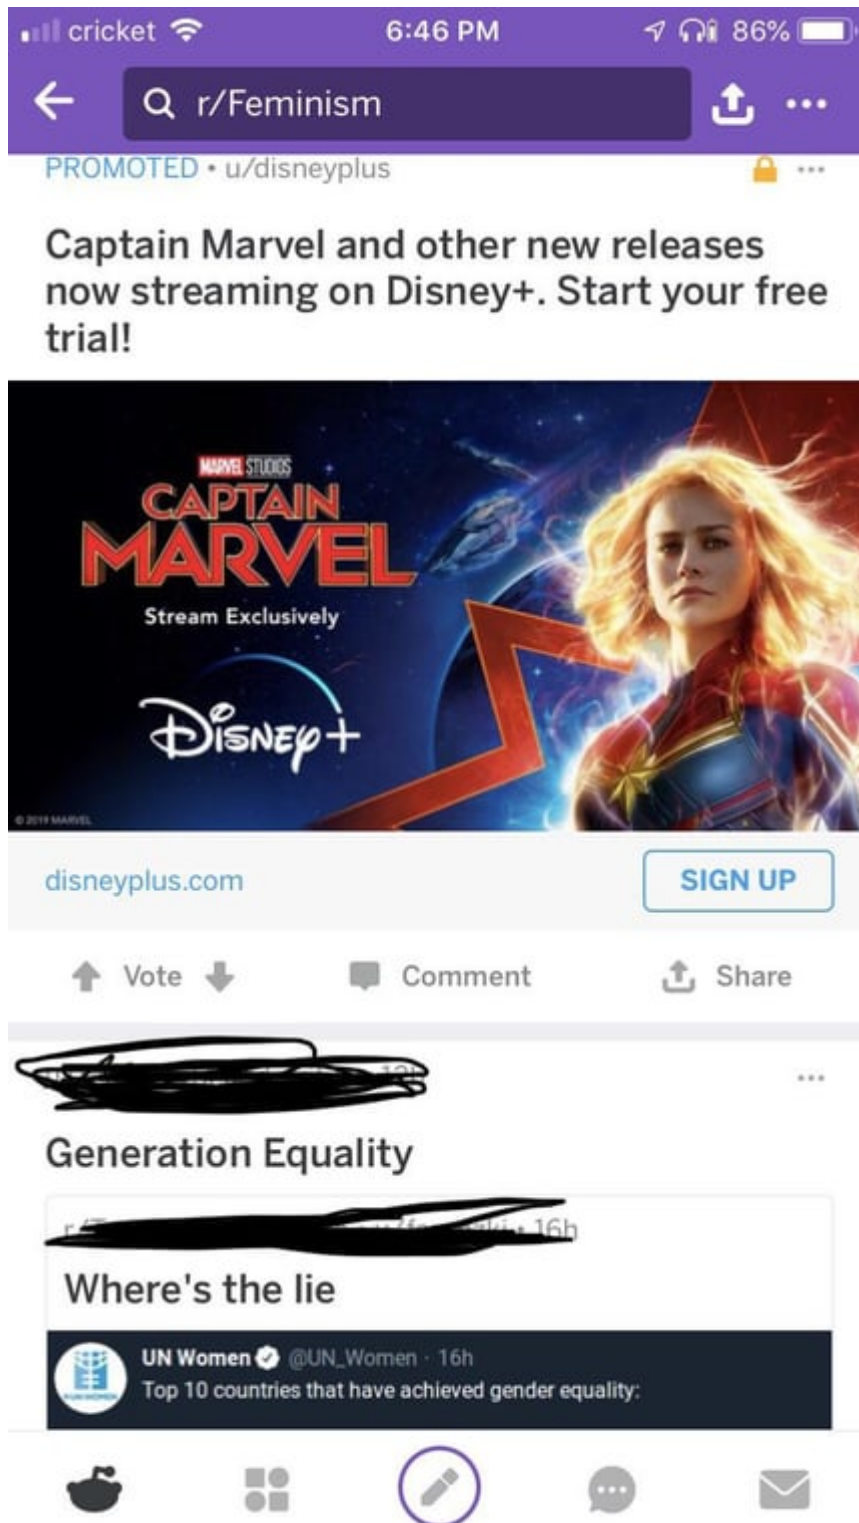 cricket 6:46 PM 86%
r/Feminism
PROMOTED • u/disneyplus
Captain Marvel and other new releases
now streaming on Disney+. Start your free
trial!
MARVEL STUDIOS
CAPTAIN
MARVEL
Stream Exclusively
Disney+
© 2019 MARVEL
disneyplus.com SIGN UP
Vote Comment Share
Generation Equality
16h
Where's the lie
UN Women @UN_Women · 16h
Top 10 countries that have achieved gender equality: